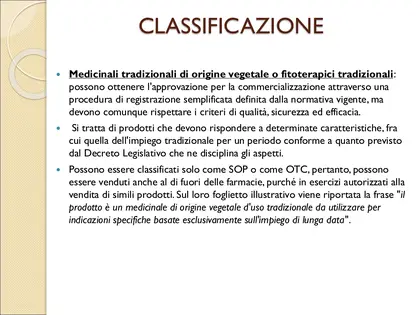 CLASSIFICAZIONE
Medicinali tradizionali di origine vegetale o fitoterapici tradizionali:
possono ottenere l'approvazione per la commercializzazione attraverso una
procedura di registrazione semplificata definita dalla normativa vigente, ma
devono comunque rispettare i criteri di qualità, sicurezza ed efficacia.
Si tratta di prodotti che devono rispondere a determinate caratteristiche, fra
cui quella dell'impiego tradizionale per un periodo conforme a quanto previsto
dal Decreto Legislativo che ne disciplina gli aspetti.
Possono essere classificati solo come SOP o come OTC, pertanto, possono
essere venduti anche al di fuori delle farmacie, purché in esercizi autorizzati alla
vendita di simili prodotti. Sul loro foglietto illustrativo viene riportata la frase "il
prodotto è un medicinale di origine vegetale d'uso tradizionale da utilizzare per
indicazioni specifiche basate esclusivamente sull'impiego di lunga data".